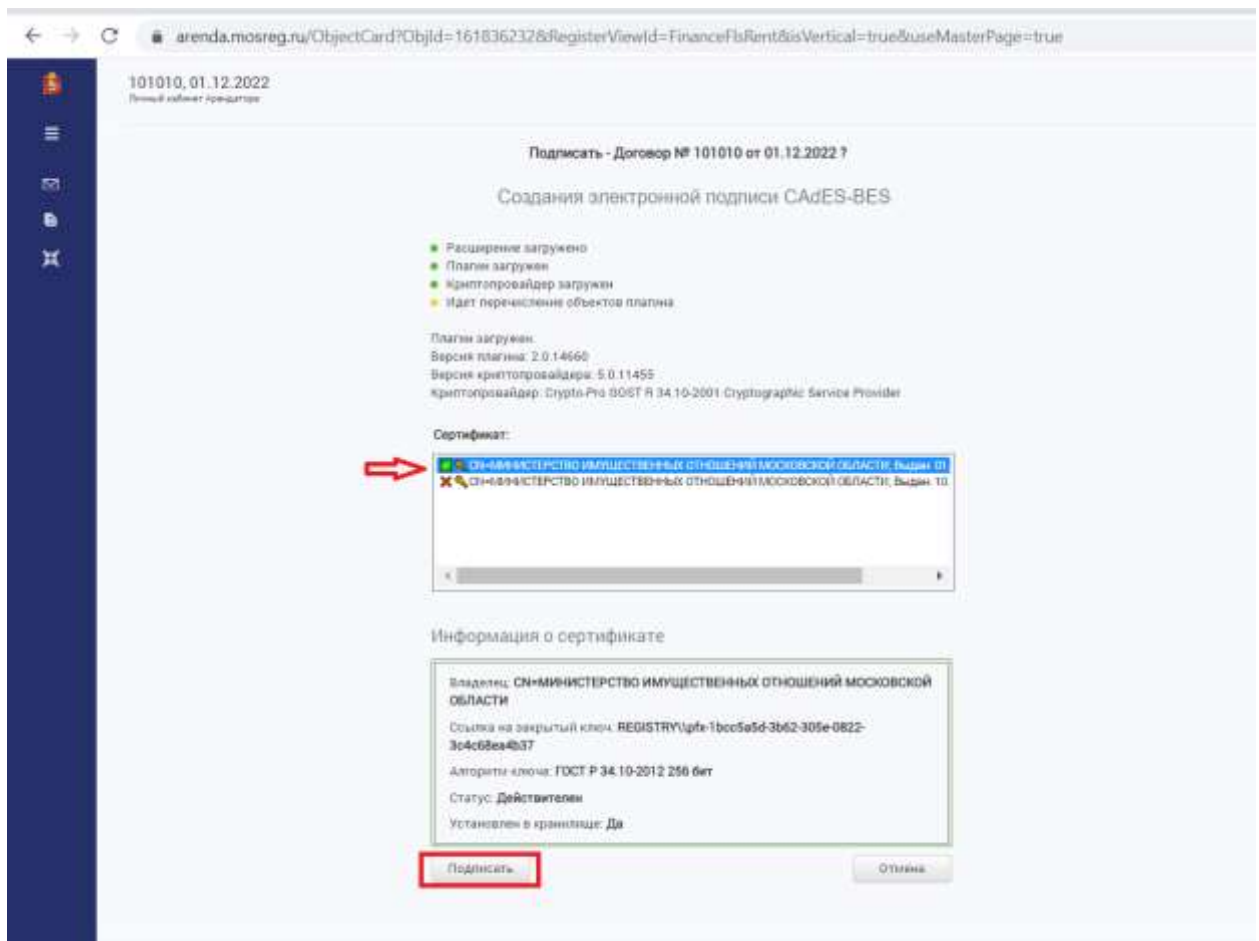 arenda.mosreg.ru/ObjectCard?ObjId=161836232&RegisterViewId=FinanceFlsRent&isVertical=true&useMasterPage=true
101010, 01.12.2022
Личный кабинет Арендатора
Подписать - Договор № 101010 от 01.12.2022 ?
Создания электронной подписи CAdES-BES
Расширение загружено
Плагин загружен
Криптопровайдер загружен
Идет перечисление объектов плагина
Плагин загружен.
Версия плагина: 2.0.14660
Версия криптопровайдера: 5.0.11455
Криптопровайдер: Crypto-Pro GOST R 34.10-2001 Cryptographic Service Provider
Сертификат:
CN=МИНИСТЕРСТВО ИМУЩЕСТВЕННЫХ ОТНОШЕНИЙ МОСКОВСКОЙ ОБЛАСТИ; Выдан: 01
CN=МИНИСТЕРСТВО ИМУЩЕСТВЕННЫХ ОТНОШЕНИЙ МОСКОВСКОЙ ОБЛАСТИ; Выдан: 10
Информация о сертификате
Владелец: CN=МИНИСТЕРСТВО ИМУЩЕСТВЕННЫХ ОТНОШЕНИЙ МОСКОВСКОЙ
ОБЛАСТИ
Ссылка на закрытый ключ: REGISTRY\\pfx-1bcc5a5d-3b62-305e-0822-
3c4c68ea4b37
Алгоритм ключа: ГОСТ Р 34.10-2012 256 бит
Статус: Действителен
Установлен в хранилище: Да
Подписать
Отмена